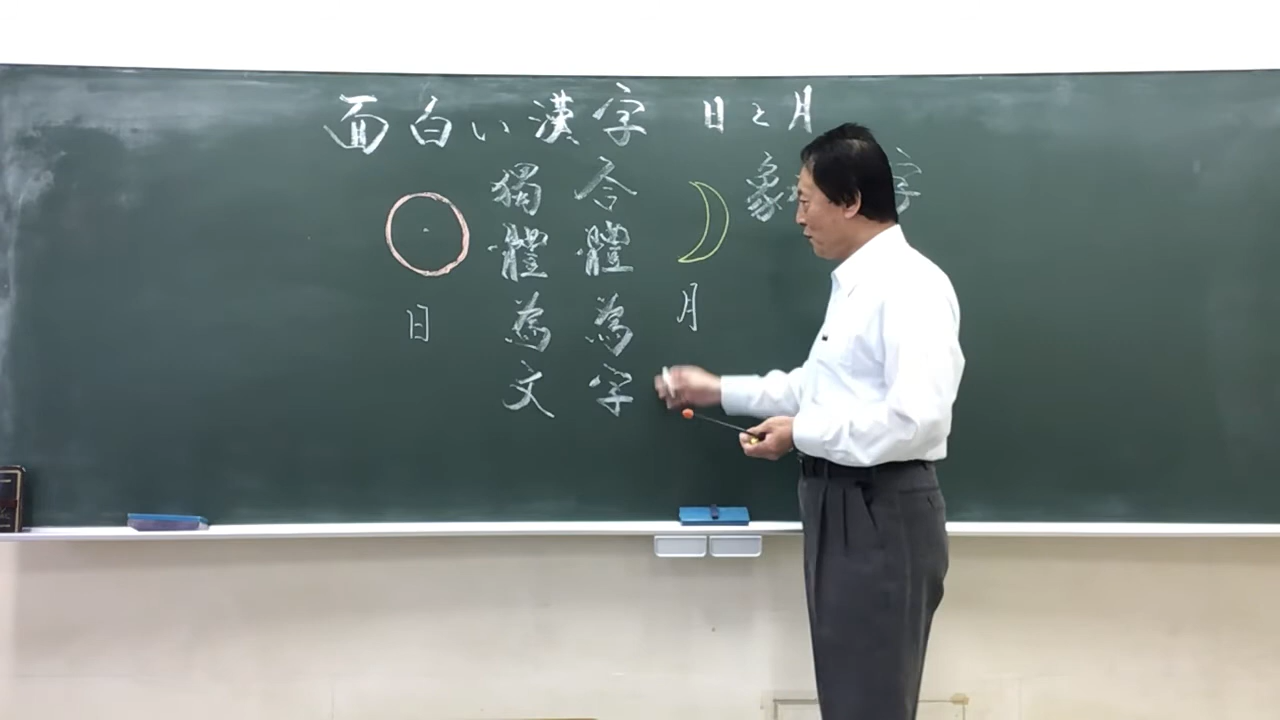 面白い漢字 日と月
象 字
月
合體為字
獨體為文
日